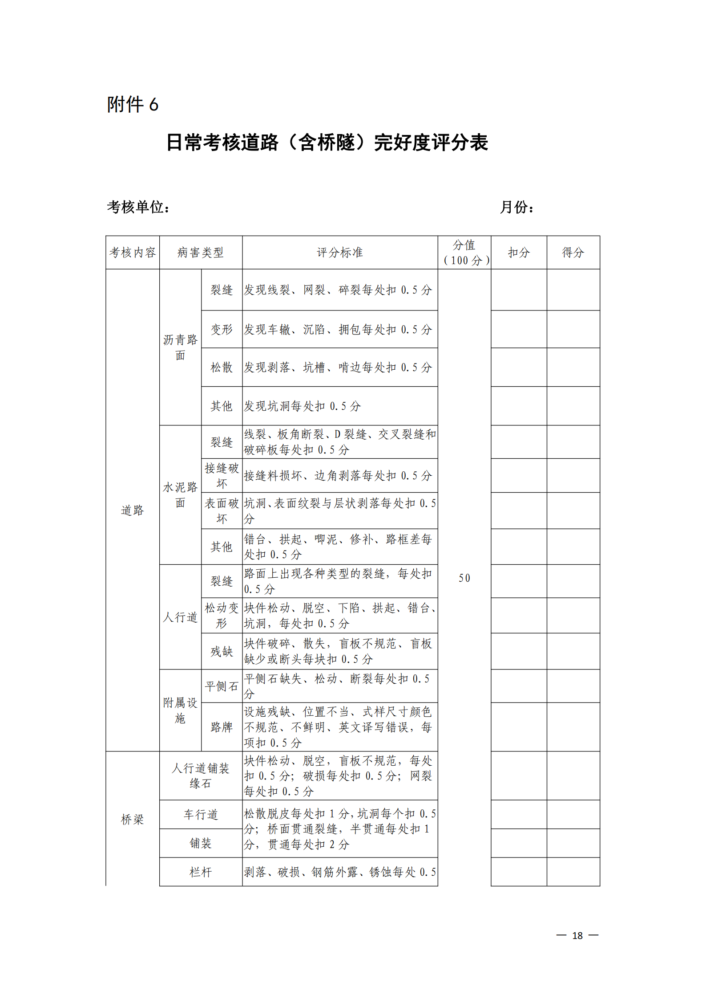 附件 6
日常考核道路（含桥隧）完好度评分表
考核单位：
月份：
考核内容
病害类型
评分标准
分值
（100 分）
扣分
得分
道路
沥青路
面
裂缝
发现线裂、网裂、碎裂每处扣 0.5 分
变形
发现车辙、沉陷、拥包每处扣 0.5 分
松散
发现剥落、坑槽、啃边每处扣 0.5 分
其他
发现坑洞每处扣 0.5 分
水泥路
面
裂缝
线裂、板角断裂、D 裂缝、交叉裂缝和
破碎板每处扣 0.5 分
接缝破
坏
接缝料损坏、边角剥落每处扣 0.5 分
表面破
坏
坑洞、表面纹裂与层状剥落每处扣 0.5
分
其他
错台、拱起、唧泥、修补、路框差每
处扣 0.5 分
50
人行道
裂缝
路面上出现各种类型的裂缝，每处扣
0.5 分
松动变
形
块件松动、脱空、下陷、拱起、错台、
坑洞，每处扣 0.5 分
残缺
块件破碎、散失，盲板不规范、盲板
缺少或断头每块扣 0.5 分
附属设
施
平侧石
平侧石缺失、松动、断裂每处扣 0.5
分
路牌
设施残缺、位置不当、式样尺寸颜色
不规范、不鲜明、英文译写错误，每
项扣 0.5 分
桥梁
人行道铺装
缘石
块件松动、脱空，盲板不规范，每处
扣 0.5 分；破损每处扣 0.5 分；网裂
每处扣 0.5 分
车行道
铺装
松散脱皮每处扣 1 分，坑洞每个扣 0.5
分；桥面贯通裂缝，半贯通每处扣 1
分，贯通每处扣 2 分
栏杆
剥落、破损、钢筋外露、锈蚀每处 0.5
— 18 —